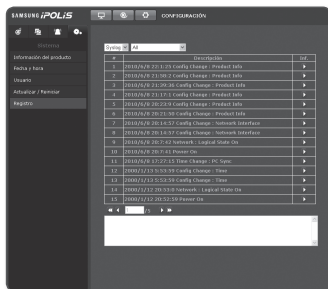 SAMSUNG iPOLiS
CONFIGURACIÓN
Sistema
Información del producto
Fecha y hora
Usuario
Actualizar / Reiniciar
Registro
Syslog All
# Descripción Inf.
1 2010/6/8 22:1:25 Config Change : Product Info
2 2010/6/8 21:50:2 Config Change : Product Info
3 2010/6/8 21:39:36 Config Change : Product Info
4 2010/6/8 21:17:1 Config Change : Product Info
5 2010/6/8 20:23:9 Config Change : Product Info
6 2010/6/8 20:21:38 Config Change : Product Info
7 2010/6/8 20:14:57 Config Change : Network Interface
8 2010/6/8 20:14:57 Config Change : Network Interface
9 2010/6/8 20:7:42 Network : Logical State On
10 2010/6/8 20:7:41 Power On
11 2010/6/8 17:27:15 Time Change : PC Sync
12 2000/1/13 5:53:59 Config Change : Time
13 2000/1/13 5:53:59 Config Change : Time
14 2000/1/12 20:53:0 Network : Logical State On
15 2000/1/12 20:52:59 Power On
1